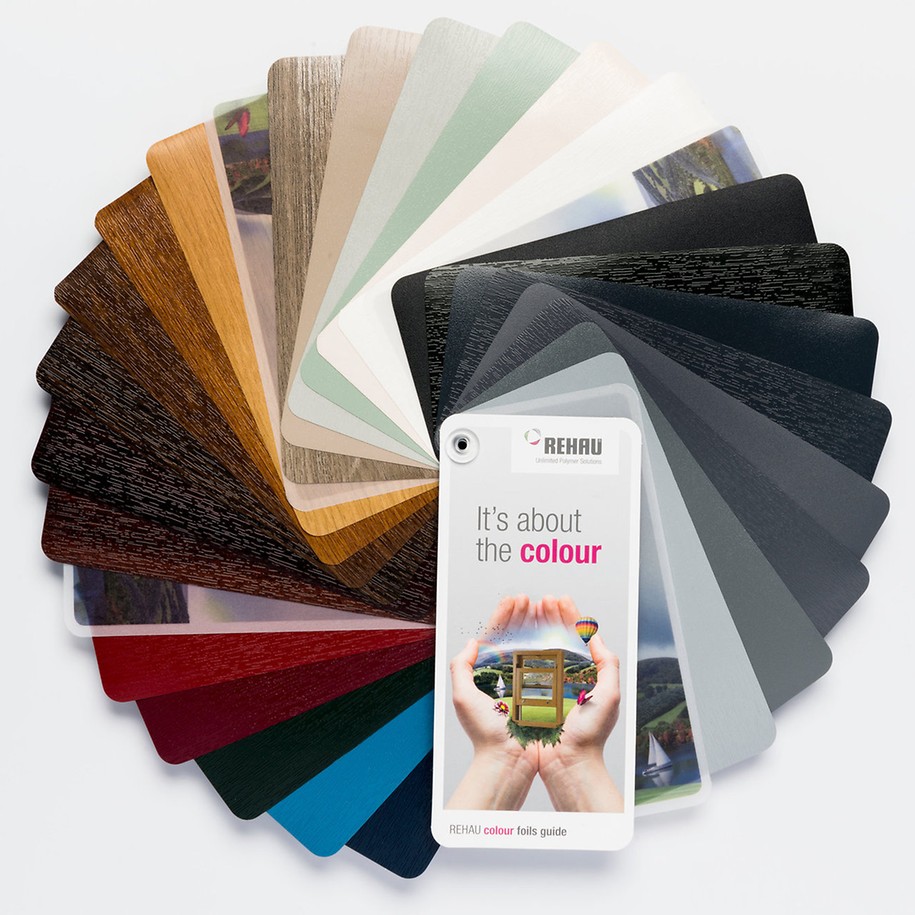 REHAU
Unlimited Polymer Solutions
It's about
the colour
REHAU colour foils guide